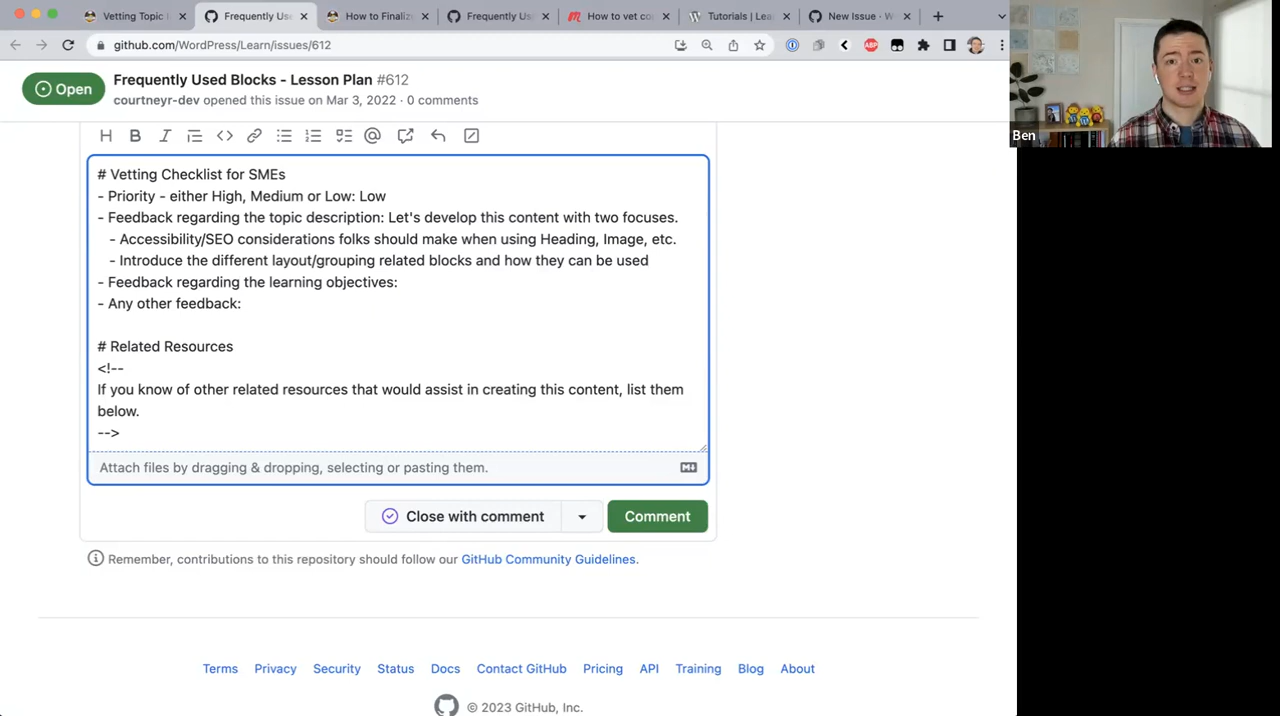 Vetting Topic I
Frequently Use
How to Finaliz
Frequently Us
How to vet co
Tutorials | Lea
New Issue · W
github.com/WordPress/Learn/issues/612
ABP
Open
Frequently Used Blocks - Lesson Plan #612
courtneyr-dev opened this issue on Mar 3, 2022 · 0 comments
Ben
# Vetting Checklist for SMEs
- Priority - either High, Medium or Low: Low
- Feedback regarding the topic description: Let's develop this content with two focuses.
- Accessibility/SEO considerations folks should make when using Heading, Image, etc.
- Introduce the different layout/grouping related blocks and how they can be used
- Feedback regarding the learning objectives:
- Any other feedback:
# Related Resources
<!--
If you know of other related resources that would assist in creating this content, list them
below.
-->
Attach files by dragging & dropping, selecting or pasting them.
Close with comment
Comment
Remember, contributions to this repository should follow our GitHub Community Guidelines.
Terms Privacy Security Status Docs Contact GitHub Pricing API Training Blog About
© 2023 GitHub, Inc.